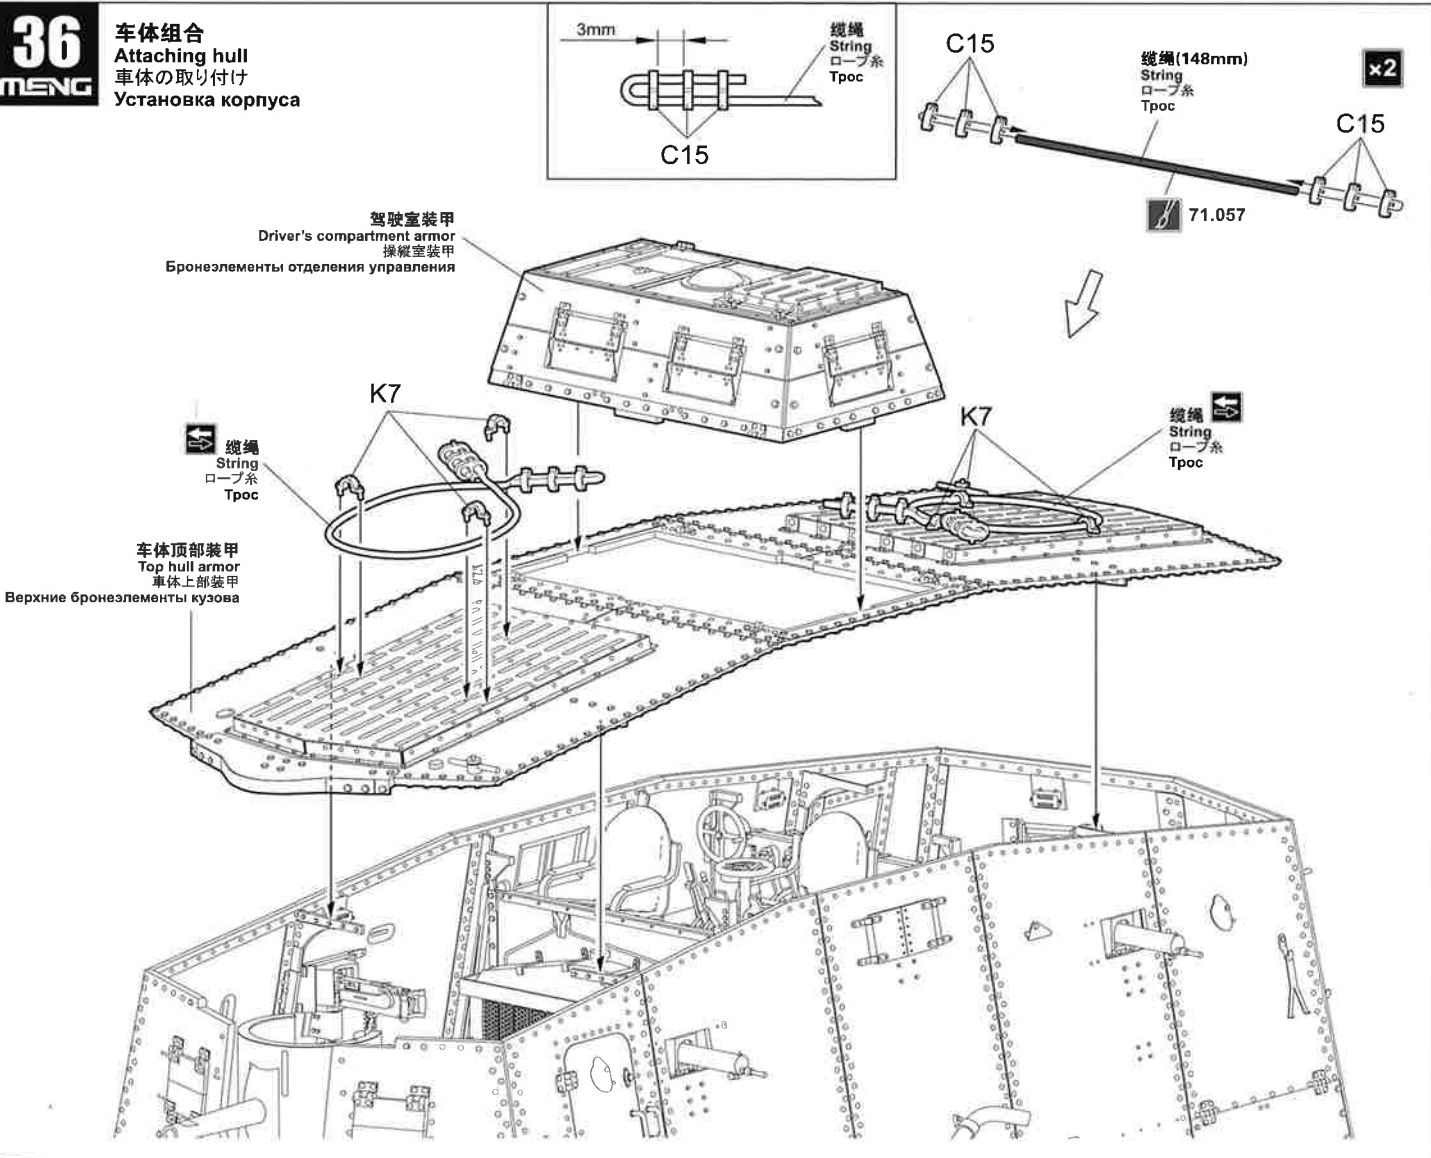 36
MENG
车体组合
Attaching hull
車体の取り付け
Установка корпуса
3mm
缆绳
String
ロープ糸
Трос
C15
C15
缆绳(148mm)
String
ロープ糸
Трос
×2
C15
71.057
驾驶室装甲
Driver's compartment armor
操縦室装甲
Бронеэлементы отделения управления
K7
缆绳
String
ロープ糸
Трос
K7
缆绳
String
ロープ糸
Трос
车体顶部装甲
Top hull armor
車体上部装甲
Верхние бронеэлементы кузова